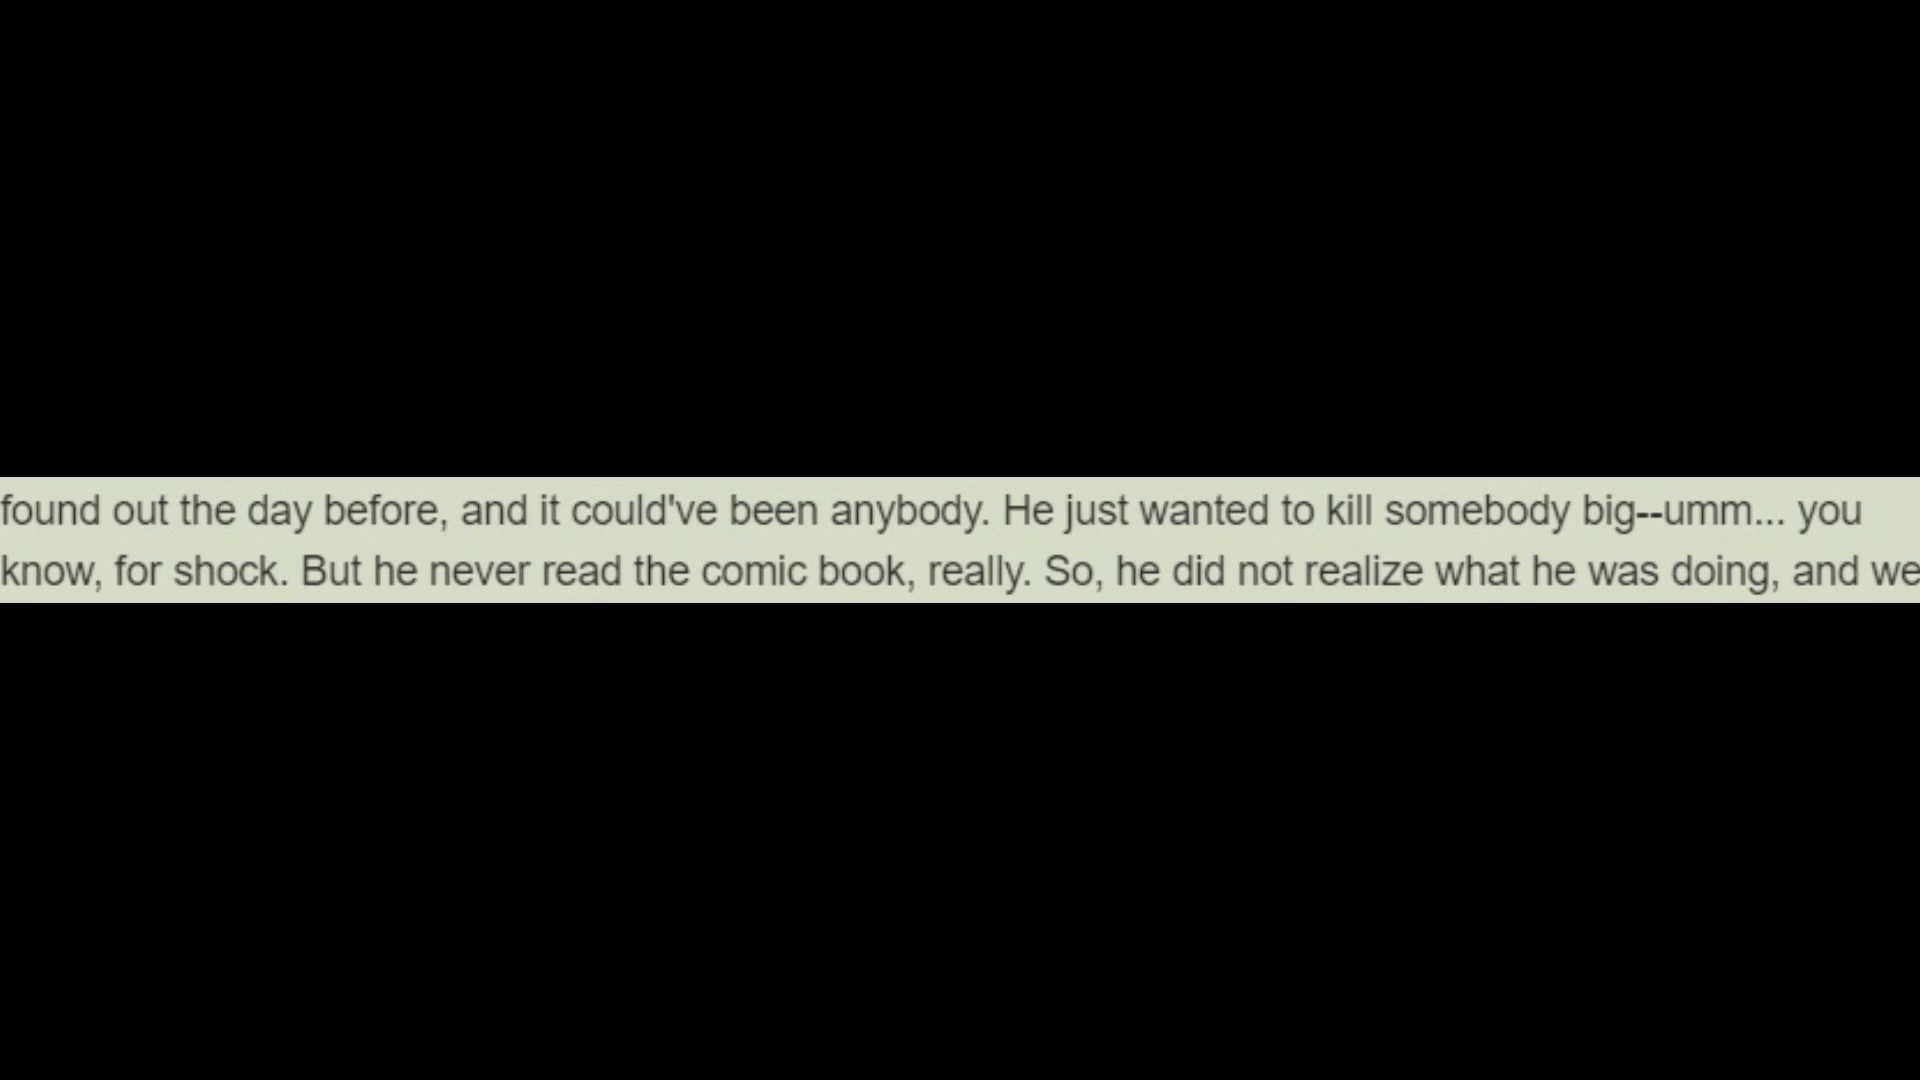 found out the day before, and it could've been anybody. He just wanted to kill somebody big--umm... you
know, for shock. But he never read the comic book, really. So, he did not realize what he was doing, and we